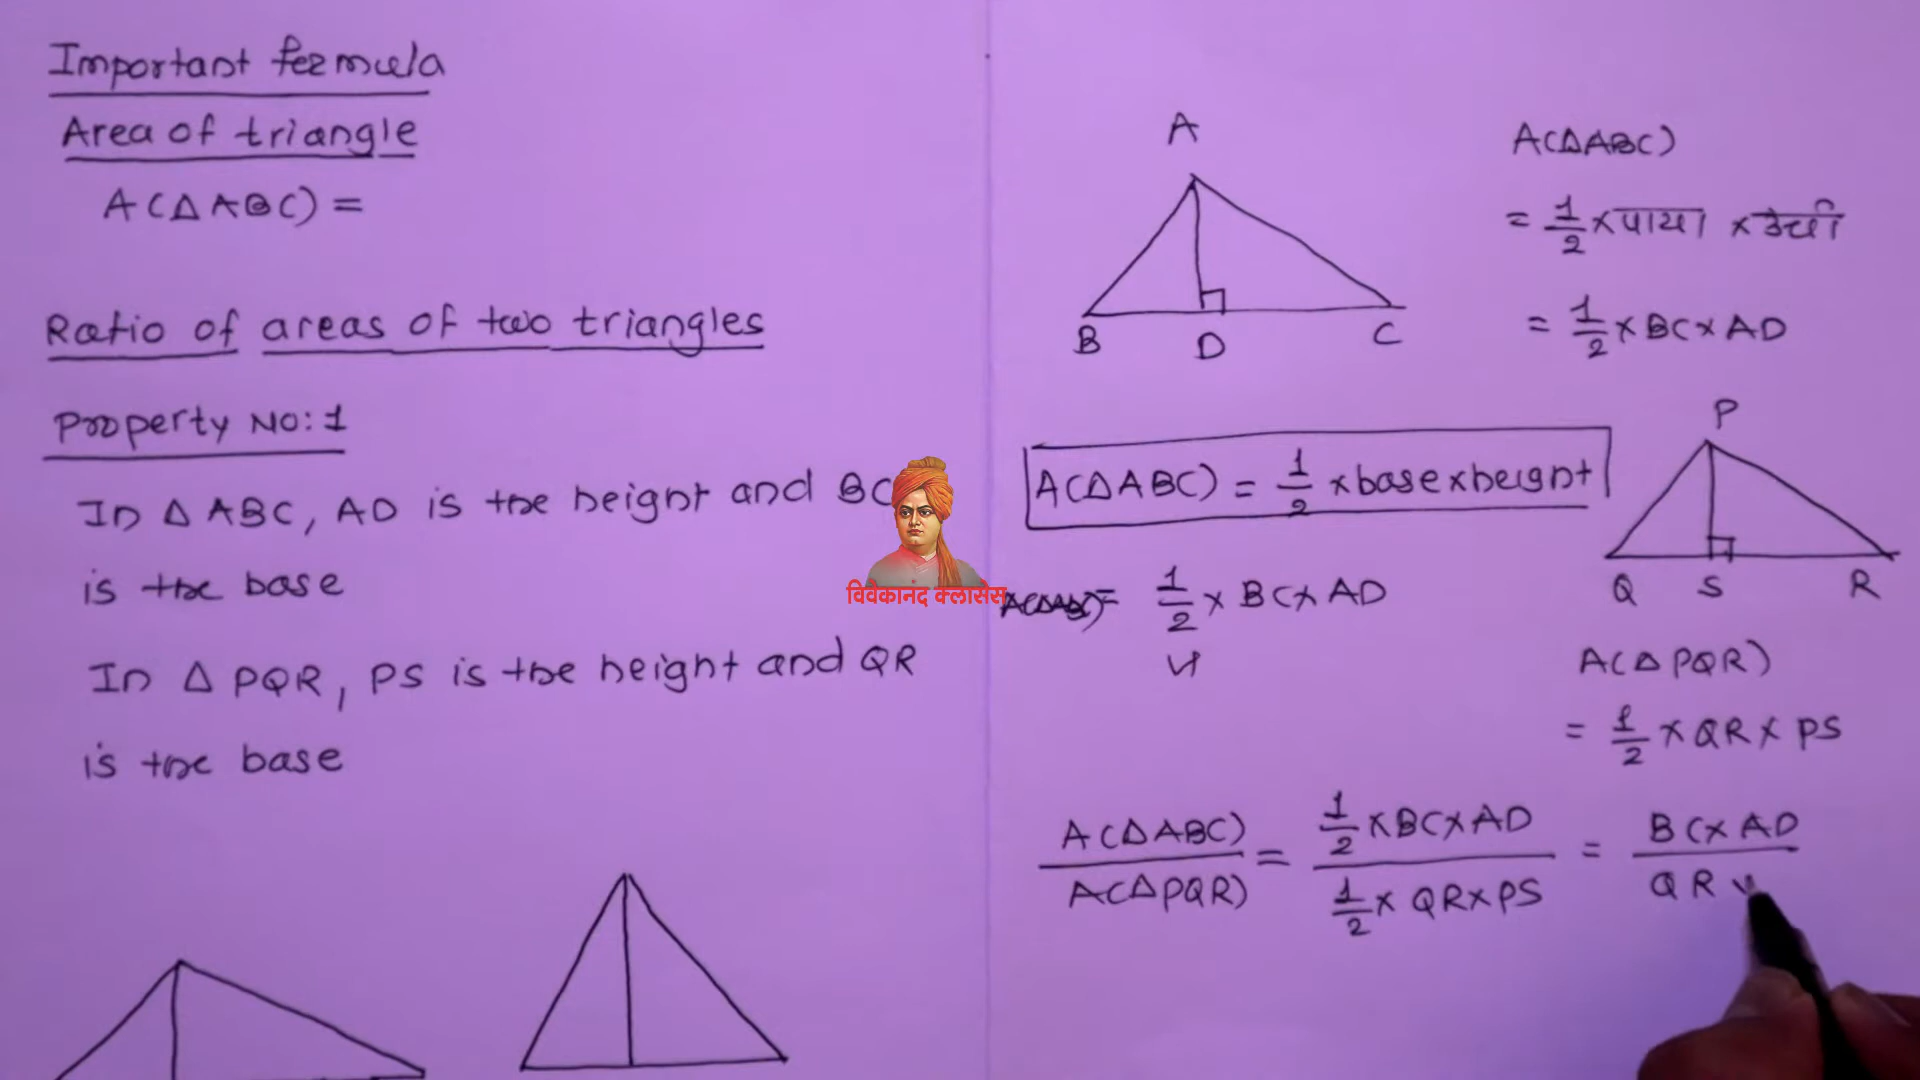 Important formula
Area of triangle
A(△ABC) =
Ratio of areas of two triangles
Property No: 1
In △ ABC, AD is the height and BC
is the base
In △ PQR, PS is the height and QR
is the base
विवेकानंद क्लासेस
A
B D C
A(△ABC)
= 1/2 × पाया × उंची
= 1/2 × BC × AD
A(△ABC) = 1/2 × base × height
= 1/2 × BC × AD
P
Q S R
A(△ PQR)
= 1/2 × QR × PS
A(△ABC) / A(△PQR) = 1/2 × BC × AD / 1/2 × QR × PS = BC × AD / QR ×